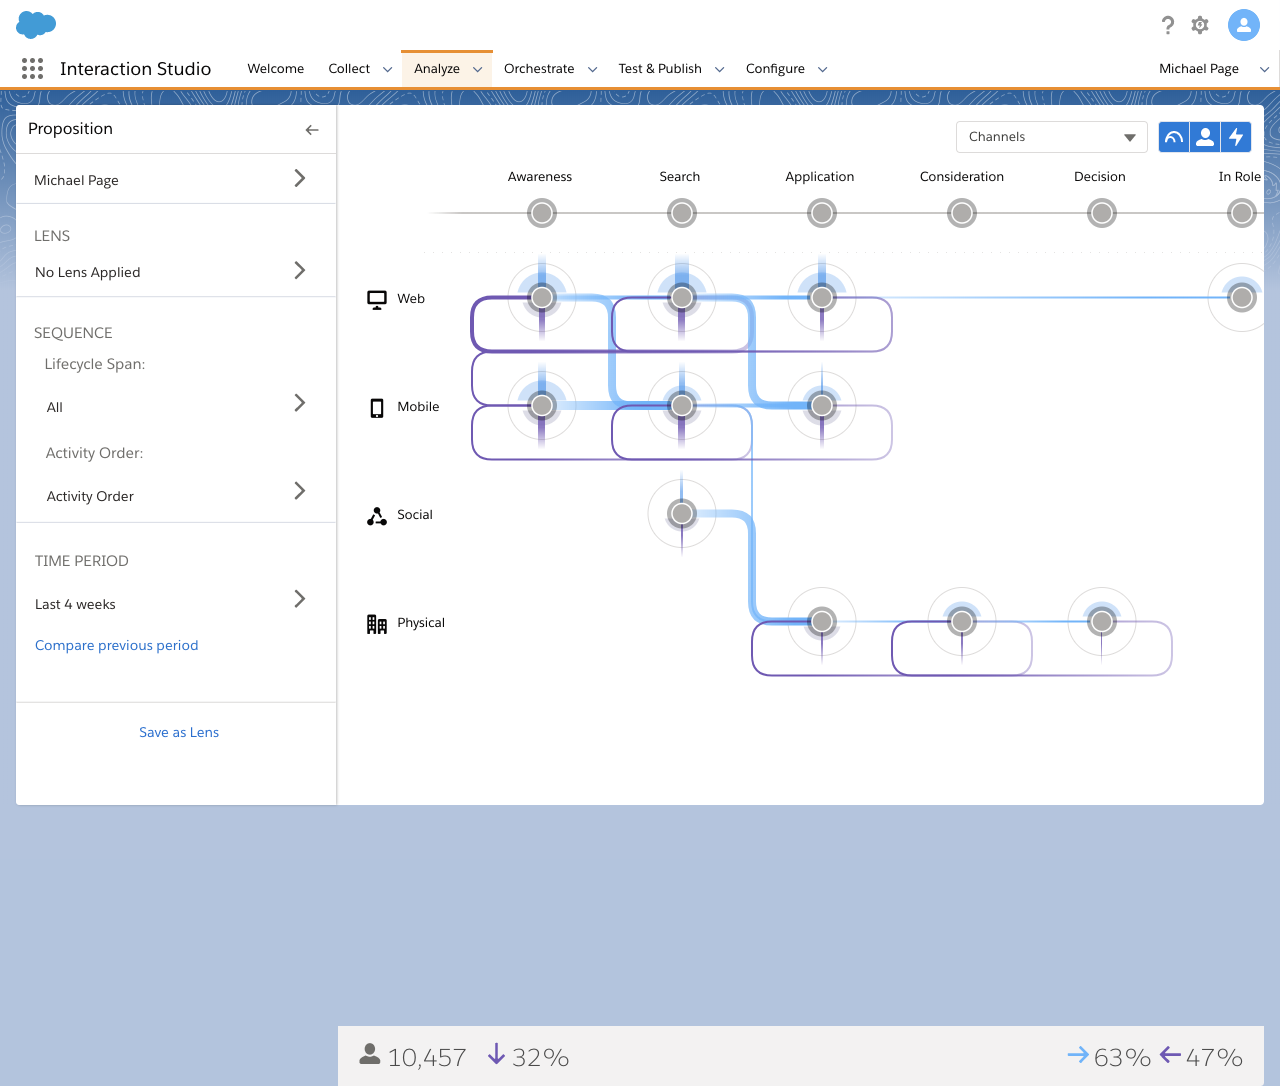 ?
Interaction Studio
Welcome
Collect
Analyze
Orchestrate
Test & Publish
Configure
Michael Page
Proposition
Michael Page
LENS
No Lens Applied
SEQUENCE
Lifecycle Span:
All
Activity Order:
Activity Order
TIME PERIOD
Last 4 weeks
Compare previous period
Save as Lens
Channels
Awareness
Search
Application
Consideration
Decision
In Role
Web
Mobile
Social
Physical
10,457
32%
63%
47%